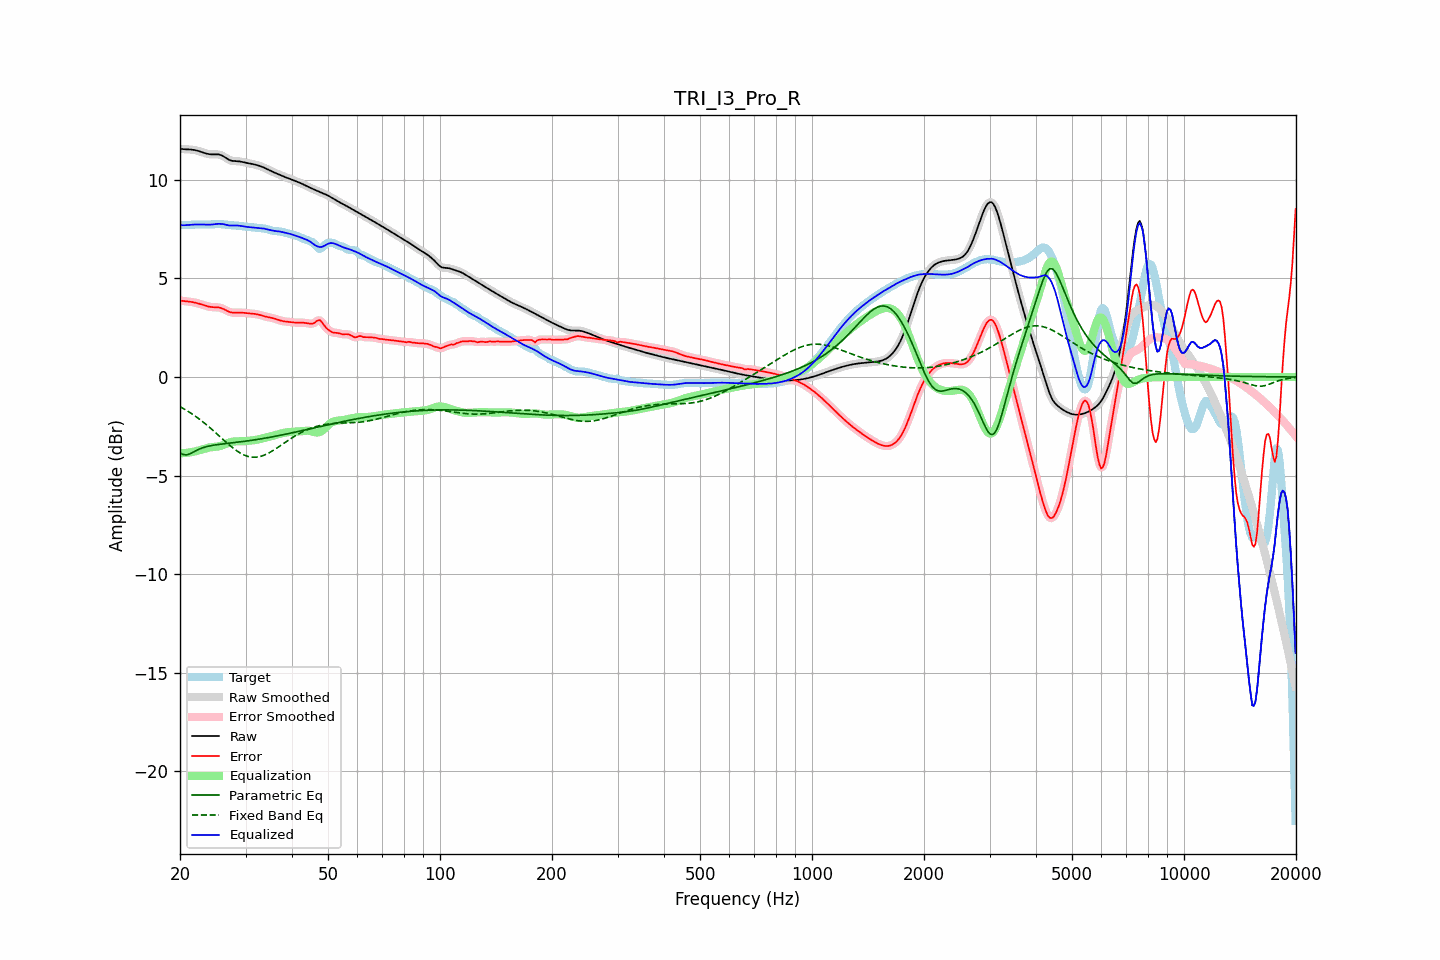 TRI_I3_Pro_R
Amplitude (dBr)
10
5
0
−5
−10
−15
−20
Target
Raw Smoothed
Error Smoothed
Raw
Error
Equalization
Parametric Eq
Fixed Band Eq
Equalized
20
50
100
200
500
1000
2000
5000
10000
20000
Frequency (Hz)